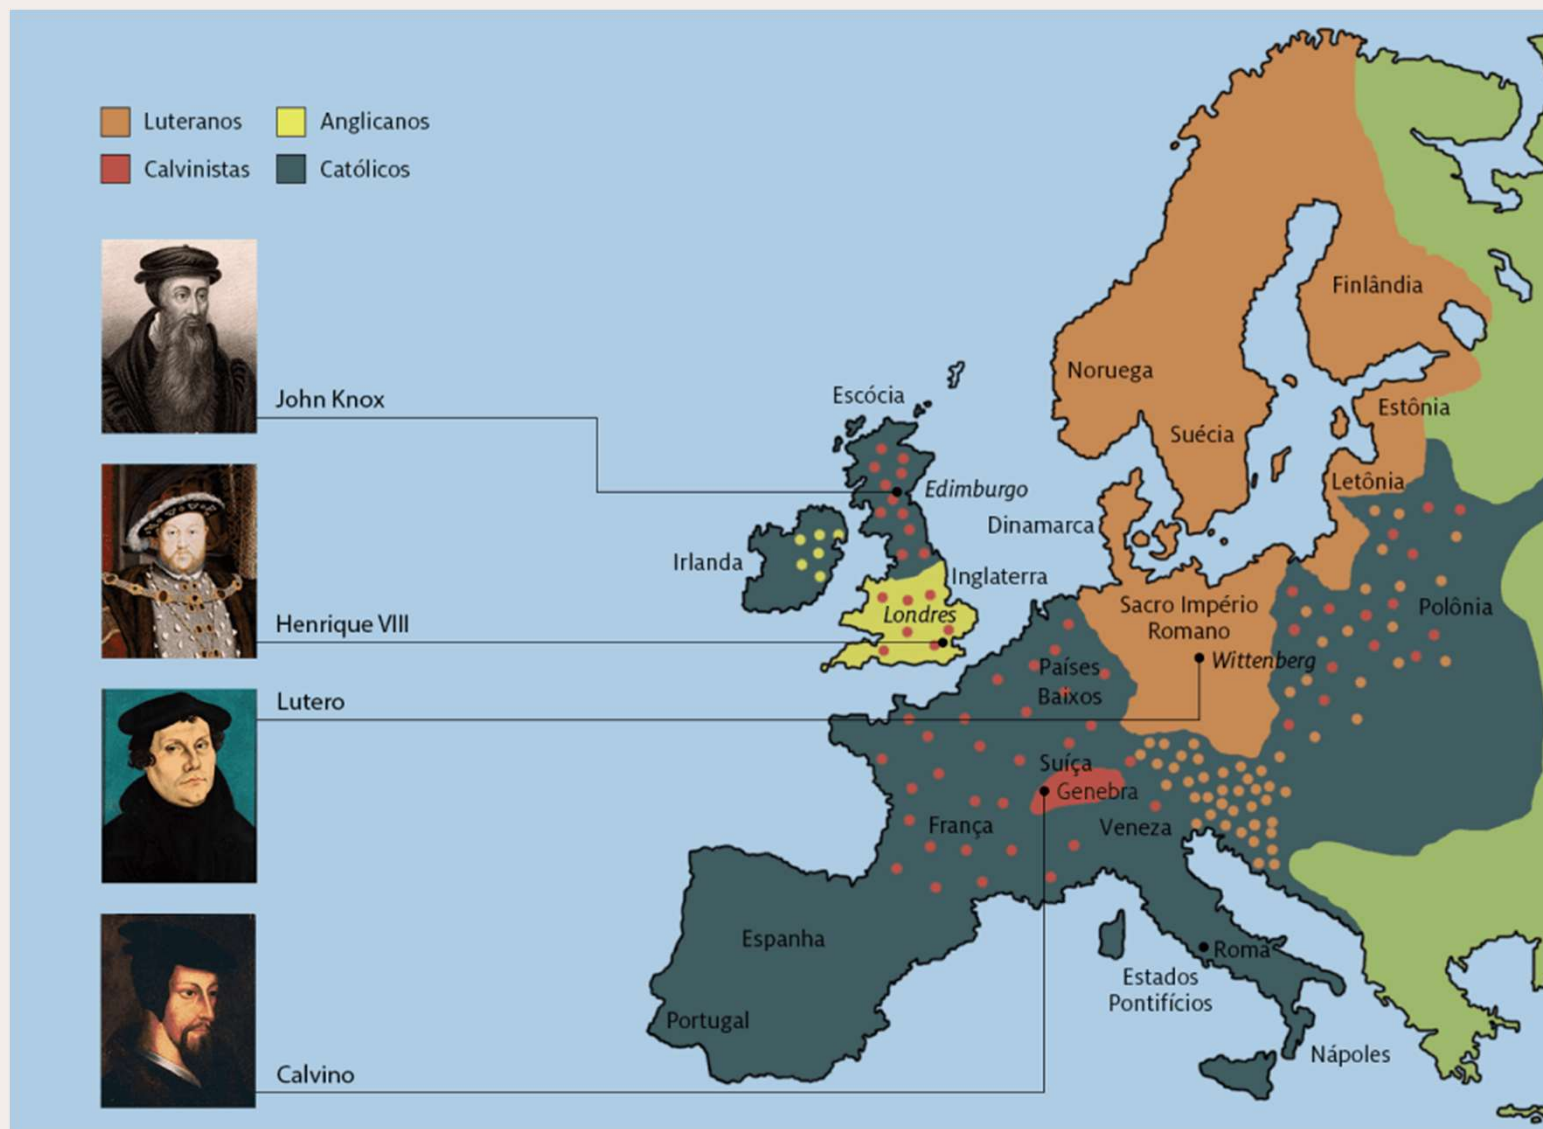 Luteranos
Anglicanos
Calvinistas
Católicos
John Knox
Henrique VIII
Lutero
Calvino
Escócia
Edimburgo
Irlanda
Inglaterra
Londres
Noruega
Suécia
Finlândia
Estônia
Letônia
Dinamarca
Sacro Império
Romano
Wittenberg
Polônia
Países
Baixos
Suíça
Genebra
França
Veneza
Espanha
Portugal
Roma
Estados
Pontifícios
Nápoles